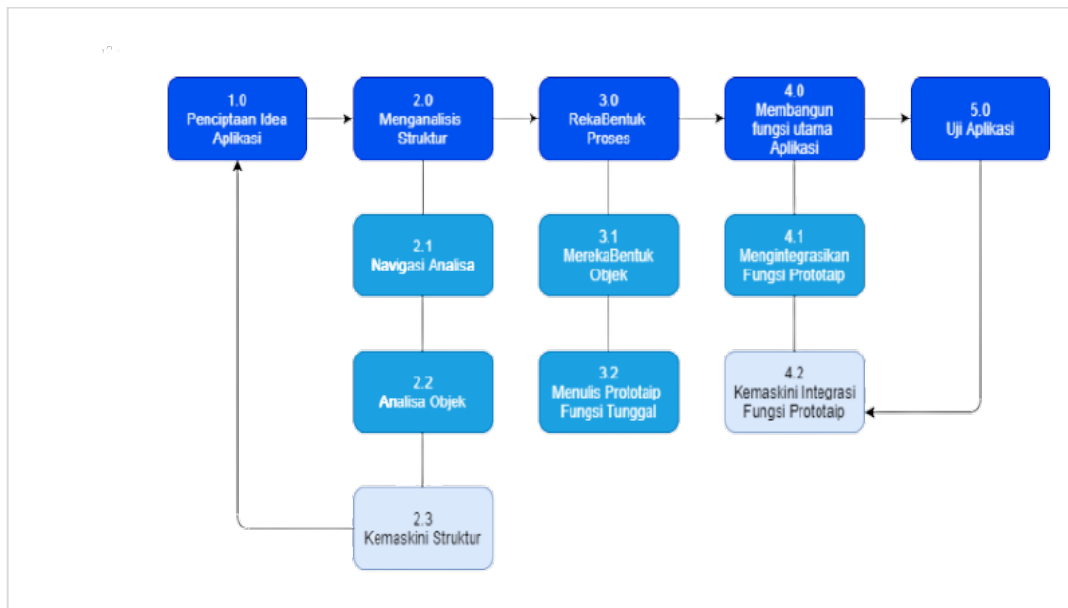 1.0
Penciptaan Idea
Aplikasi
2.0
Menganalisis
Struktur
3.0
RekaBentuk
Proses
4.0
Membangun
fungsi utama
Aplikasi
5.0
Uji Aplikasi
2.1
Navigasi Analisa
3.1
MerekaBentuk
Objek
4.1
Mengintegrasikan
Fungsi Prototaip
2.2
Analisa Objek
3.2
Menulis Prototaip
Fungsi Tunggal
4.2
Kemaskini Integrasi
Fungsi Prototaip
2.3
Kemaskini Struktur